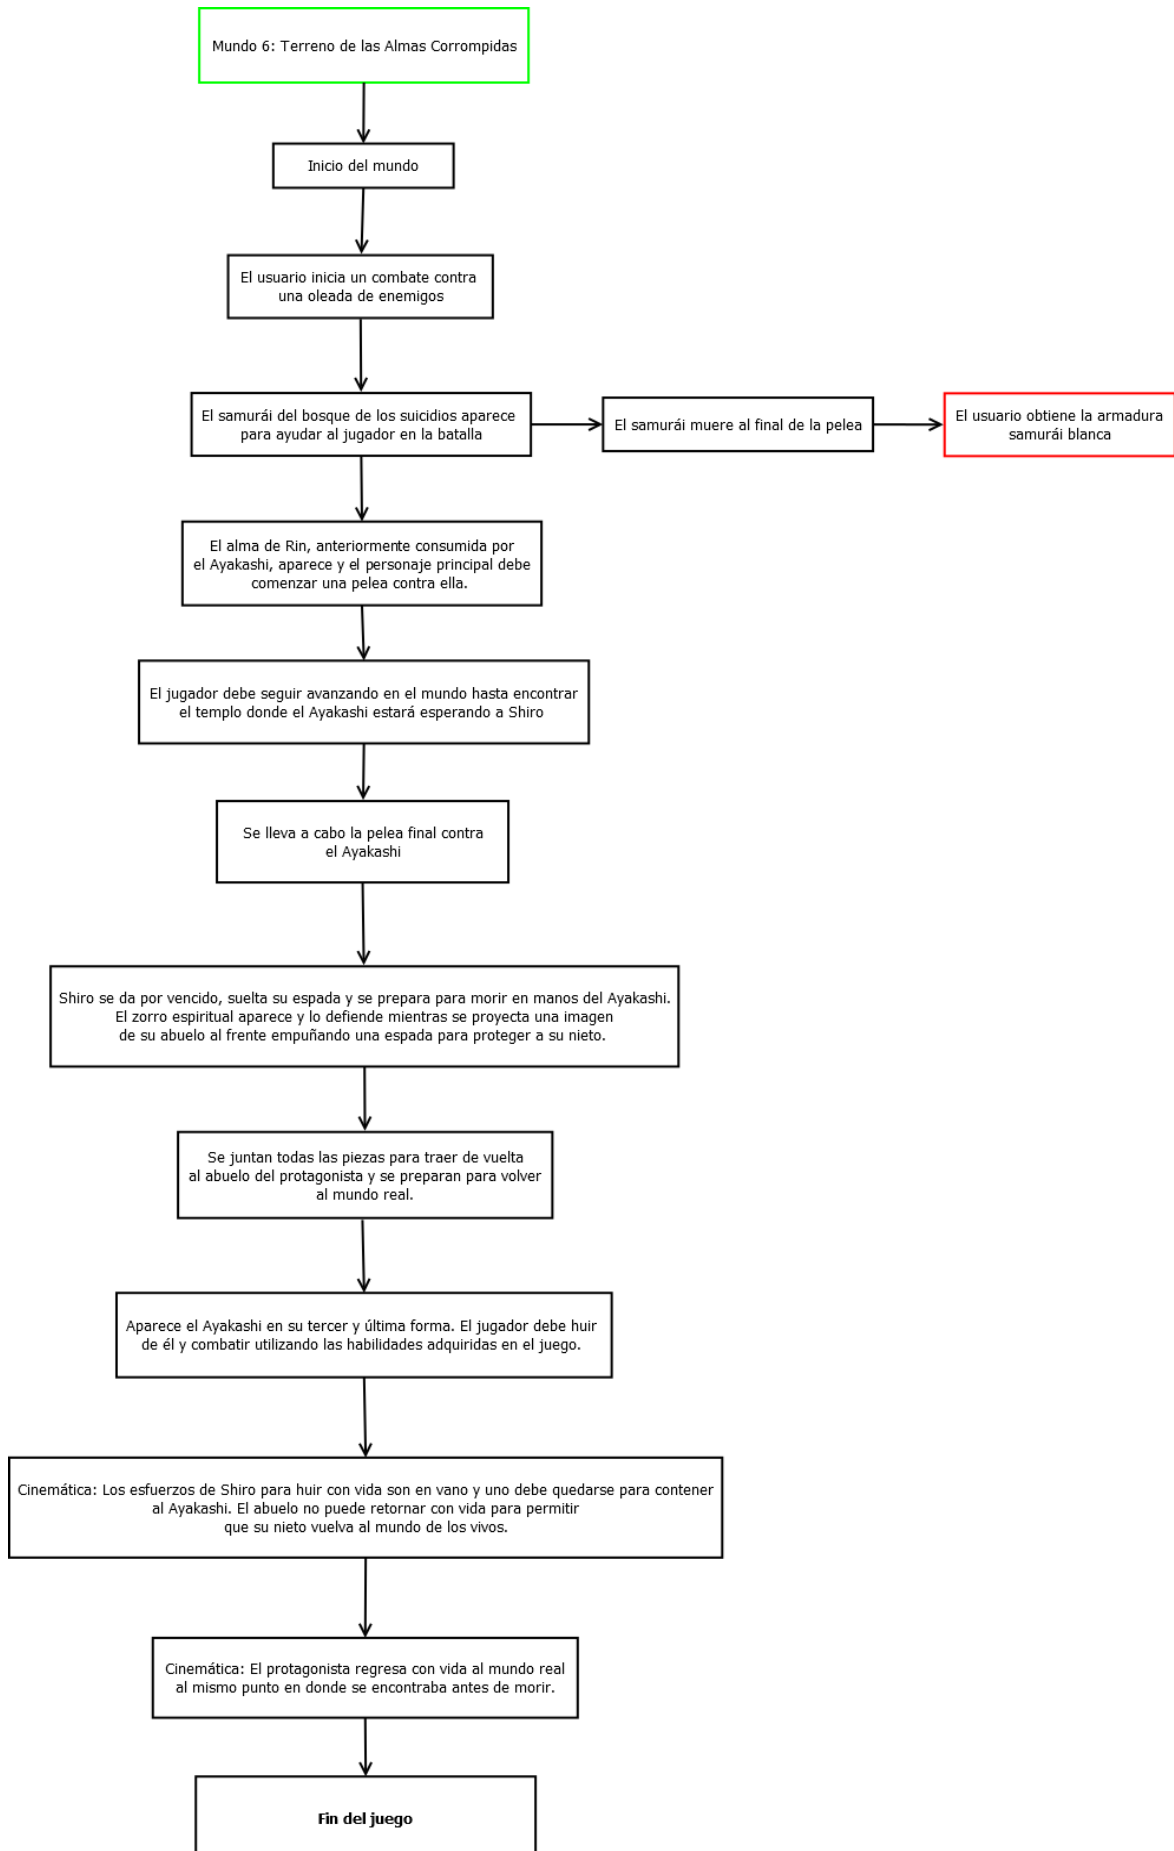 Mundo 6: Terreno de las Almas Corrompidas
Inicio del mundo
El usuario inicia un combate contra
una oleada de enemigos
El samurái del bosque de los suicidios aparece
para ayudar al jugador en la batalla
El samurái muere al final de la pelea
El usuario obtiene la armadura
samurái blanca
El alma de Rin, anteriormente consumida por
el Ayakashi, aparece y el personaje principal debe
comenzar una pelea contra ella.
El jugador debe seguir avanzando en el mundo hasta encontrar
el templo donde el Ayakashi estará esperando a Shiro
Se lleva a cabo la pelea final contra
el Ayakashi
Shiro se da por vencido, suelta su espada y se prepara para morir en manos del Ayakashi.
El zorro espiritual aparece y lo defiende mientras se proyecta una imagen
de su abuelo al frente empuñando una espada para proteger a su nieto.
Se juntan todas las piezas para traer de vuelta
al abuelo del protagonista y se preparan para volver
al mundo real.
Aparece el Ayakashi en su tercer y última forma. El jugador debe huir
de él y combatir utilizando las habilidades adquiridas en el juego.
Cinemática: Los esfuerzos de Shiro para huir con vida son en vano y uno debe quedarse para contener
al Ayakashi. El abuelo no puede retornar con vida para permitir
que su nieto vuelva al mundo de los vivos.
Cinemática: El protagonista regresa con vida al mundo real
al mismo punto en donde se encontraba antes de morir.
Fin del juego